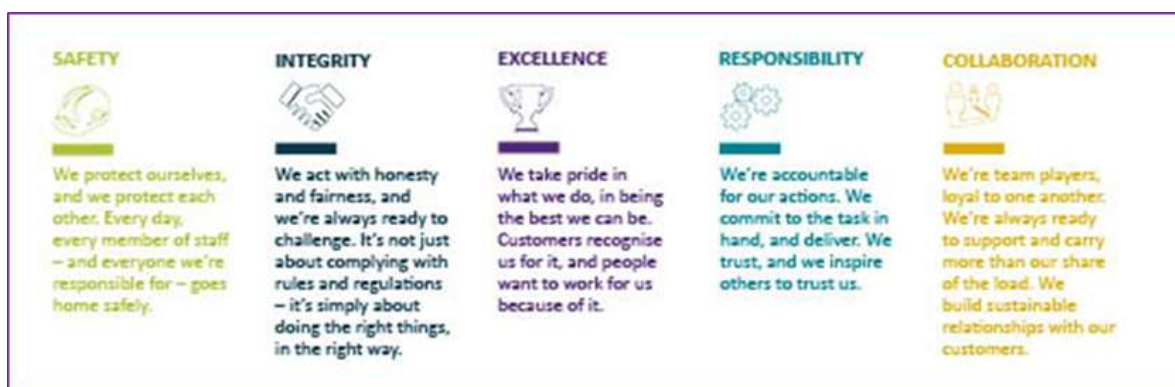 SAFETY
We protect ourselves,
and we protect each
other. Every day,
every member of staff
– and everyone we're
responsible for – goes
home safely.
INTEGRITY
We act with honesty
and fairness, and
we're always ready to
challenge. It's not just
about complying with
rules and regulations
– it's simply about
doing the right things,
in the right way.
EXCELLENCE
We take pride in
what we do, in being
the best we can be.
Customers recognise
us for it, and people
want to work for us
because of it.
RESPONSIBILITY
We're accountable
for our actions. We
commit to the task in
hand, and deliver. We
trust, and we inspire
others to trust us.
COLLABORATION
We're team players,
loyal to one another.
We're always ready
to support and carry
more than our share
of the load. We
build sustainable
relationships with our
customers.